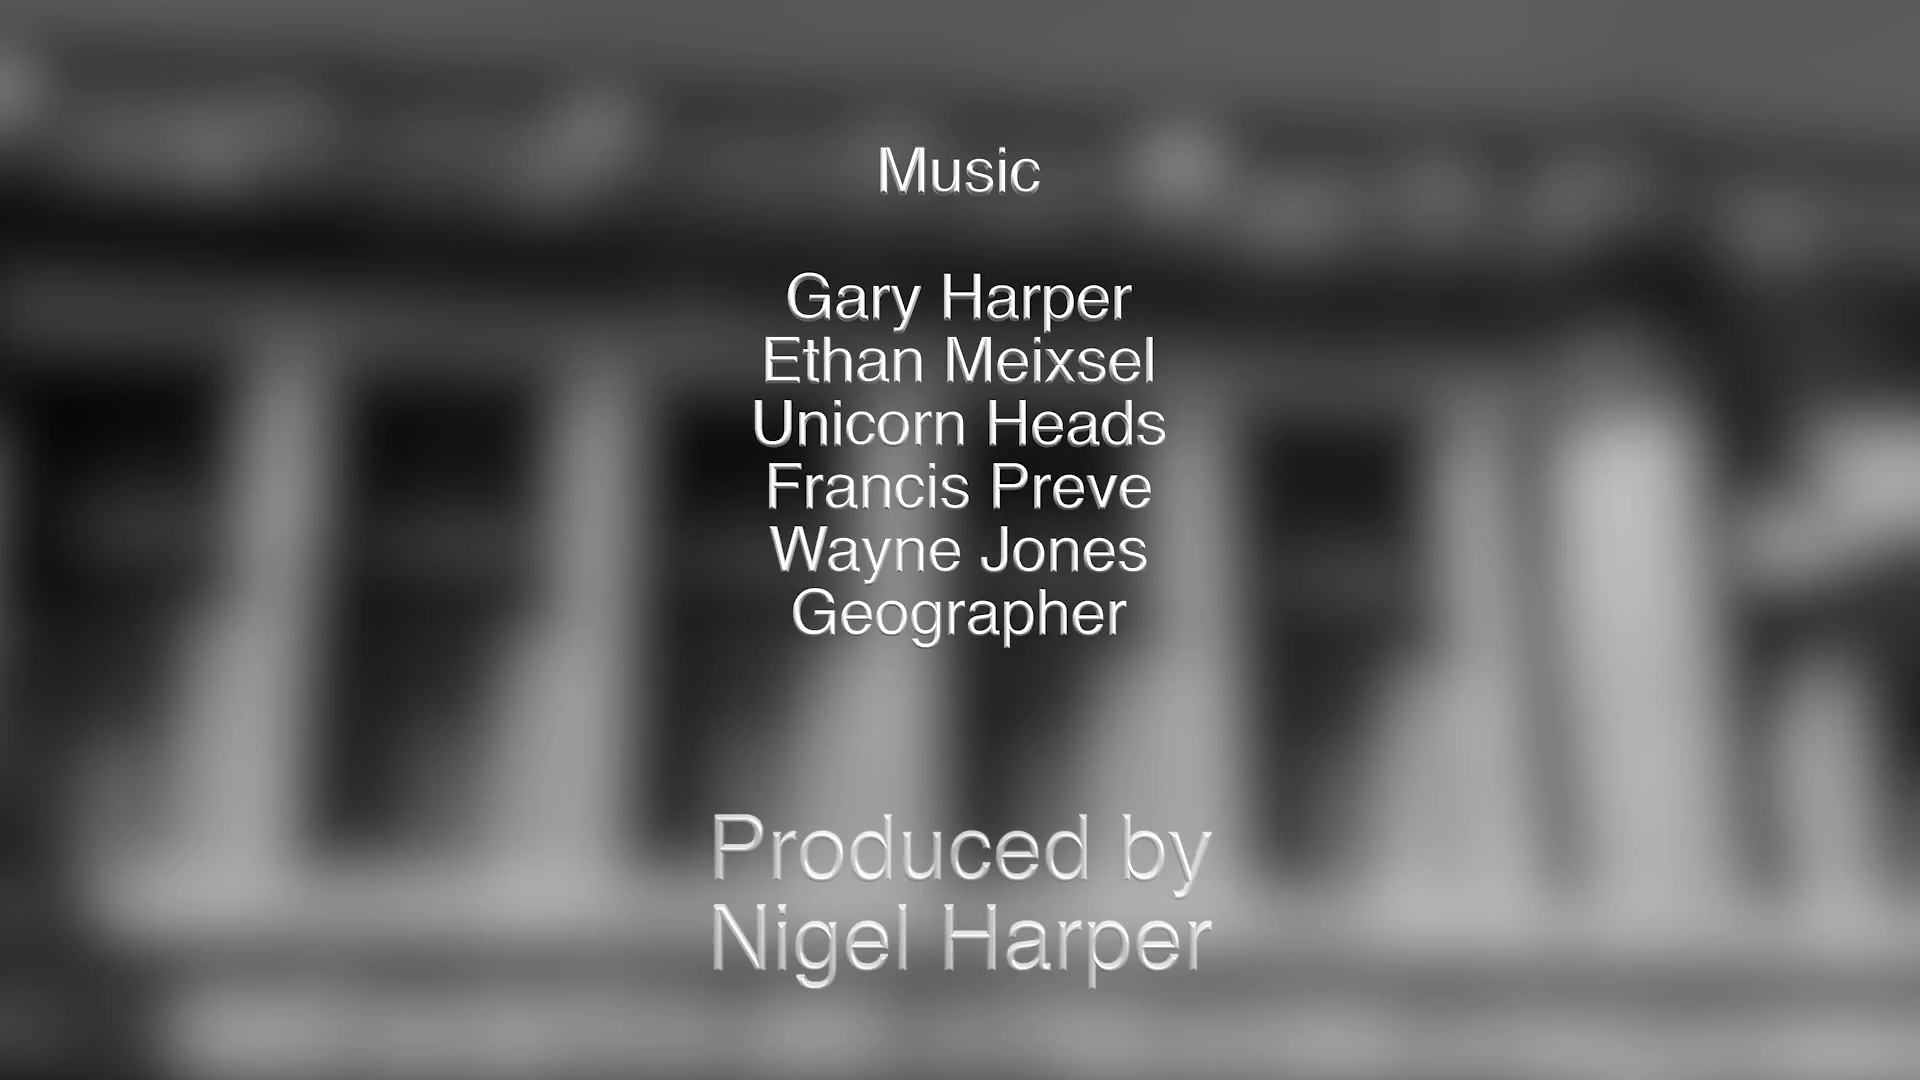 Music
Gary Harper
Ethan Meixsel
Unicorn Heads
Francis Preve
Wayne Jones
Geographer
Produced by
Nigel Harper